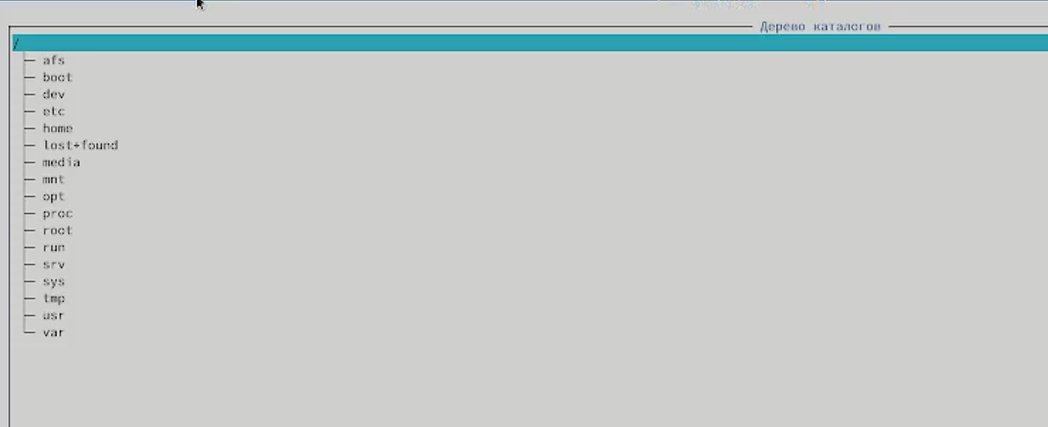 Дерево каталогов
/
afs
boot
dev
etc
home
lost+found
media
mnt
opt
proc
root
run
srv
sys
tmp
usr
var